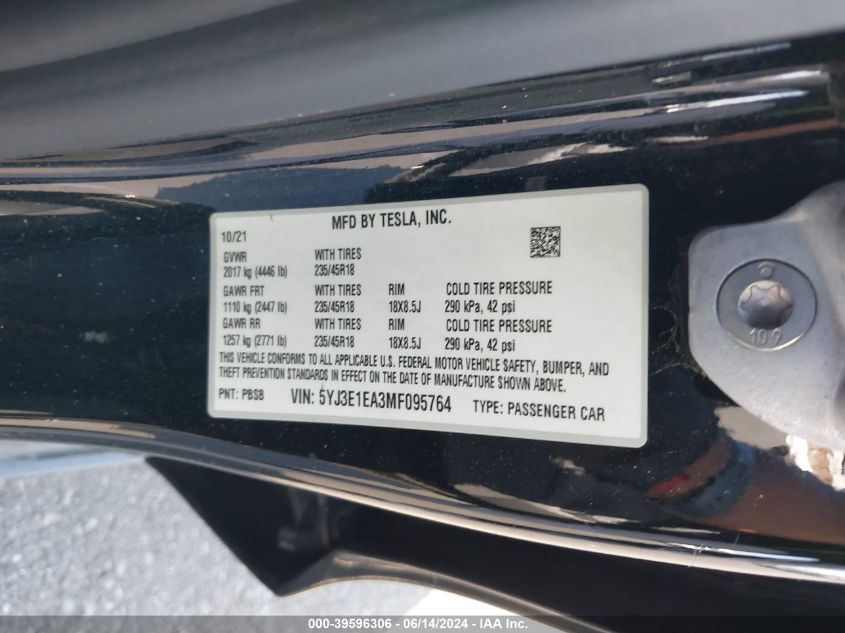 MFD BY TESLA, INC.
10/21
GVWR WITH TIRES
2017 kg (4446 lb) 235/45R18
GAWR FRT WITH TIRES RIM COLD TIRE PRESSURE
1110 kg (2447 lb) 235/45R18 18X8.5J 290 kPa, 42 psi
GAWR RR WITH TIRES RIM COLD TIRE PRESSURE
1257 kg (2771 lb) 235/45R18 18X8.5J 290 kPa, 42 psi
THIS VEHICLE CONFORMS TO ALL APPLICABLE U.S. FEDERAL MOTOR VEHICLE SAFETY, BUMPER, AND
THEFT PREVENTION STANDARDS IN EFFECT ON THE DATE OF MANUFACTURE SHOWN ABOVE.
PNT: PBSB VIN: 5YJ3E1EA3MF095764 TYPE: PASSENGER CAR
10.9
000-39596306 - 06/14/2024 - IAA Inc.